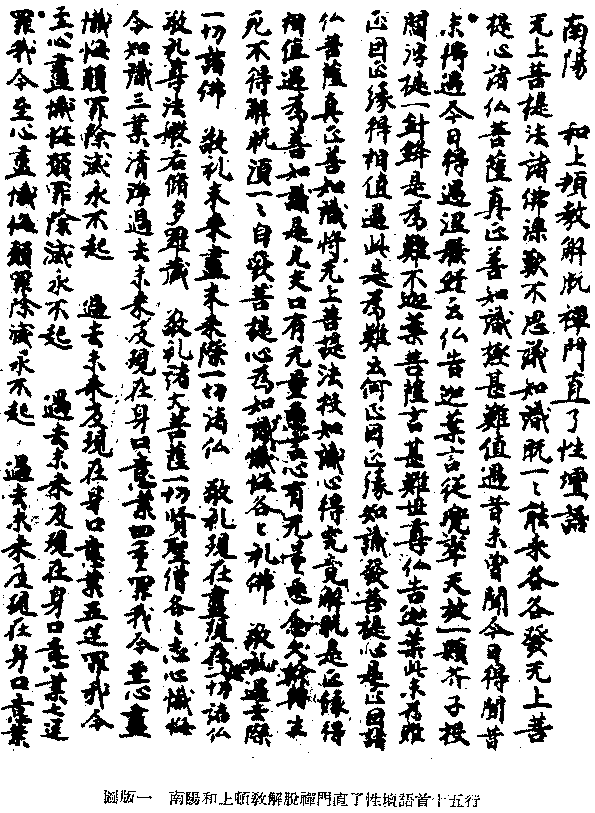 南陽　和上頓教解脫禪門直了性壇語
无上菩提法諸佛深歎不思議知識既一〻能來各各發无上菩
提心諸仏菩薩真正善知識極甚難值遇昔未曾聞今日得聞昔
未得遇今日得遇涅槃經云仏告迦葉言從兜率天放一顆芥子投
閻浮提一針鋒是為難不迦葉菩薩言甚難世尊仏告迦葉此未為難
正因正緣得相值遇此是為難云何正因正緣知識發菩提心是正因諸
仏菩薩真正善知識將无上菩提法投知識心得究竟解脫是正緣得
相值遇為善知識是凡夫口有无量惡言心有无量惡念久輪轉生
死不得解脫須一〻自發菩提心為知識懺悔各〻礼佛　敬礼過去際
一切諸佛　敬礼未來盡未來際一切諸仏　敬礼現在盡現在一切諸仏
敬礼尊法般若脩多羅藏　敬礼諸大菩薩一切賢聖僧各〻志心懺悔
令知識三業清淨過去未來及現在身口意業四重罪我今至心盡
懺悔願罪除滅永不起　過去未來及現在身口意業五逆罪我今
至心盡懺悔願罪除滅永不起　過去未來及現在身口意業七逆
罪我今至心盡懺悔願罪除滅永不起　過去未來及現在身口意業
圖版一　南陽和上頓教解脫禪門直了性壇語首十五行